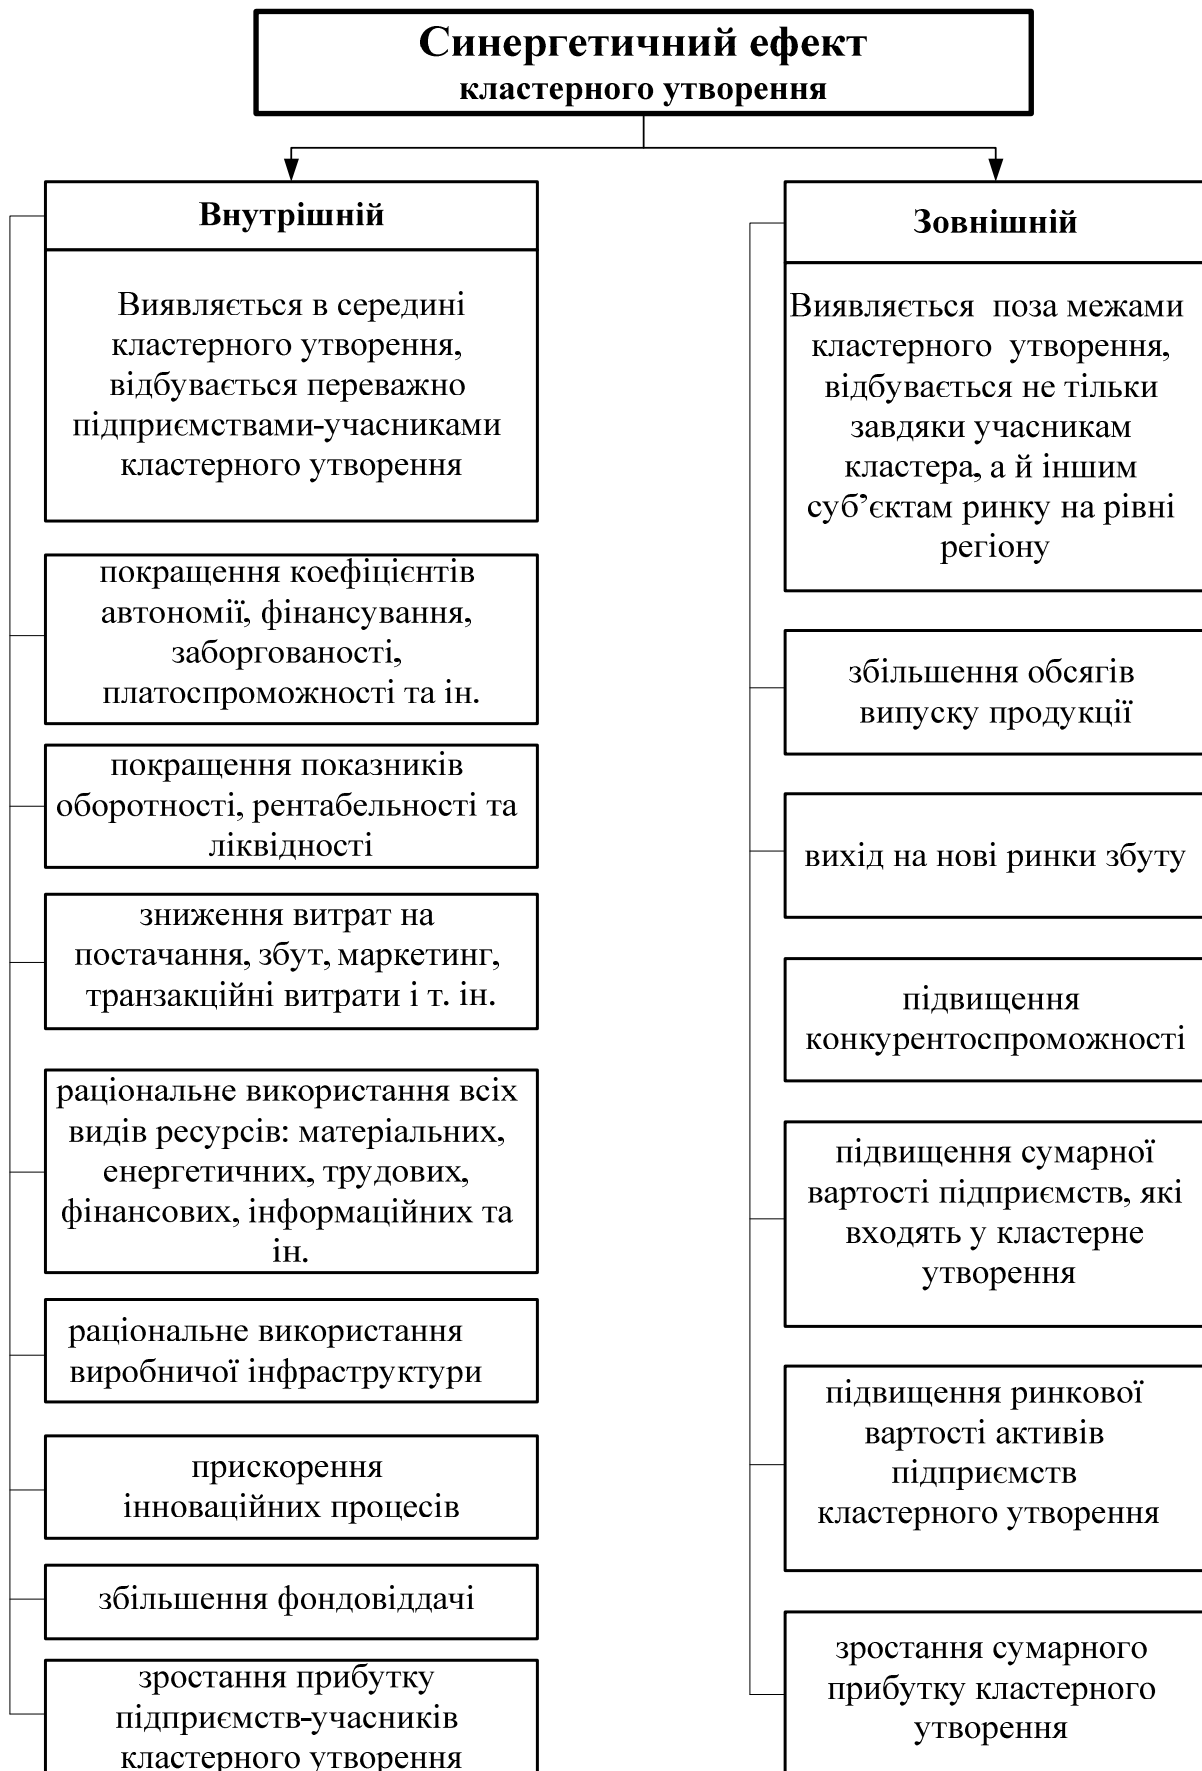 Синергетичний ефект
кластерного утворення
Внутрішній
Виявляється в середині
кластерного утворення,
відбувається переважно
підприємствами-учасниками
кластерного утворення
покращення коефіцієнтів
автономії, фінансування,
заборгованості,
платоспроможності та ін.
покращення показників
оборотності, рентабельності та
ліквідності
зниження витрат на
постачання, збут, маркетинг,
транзакційні витрати і т. ін.
раціональне використання всіх
видів ресурсів: матеріальних,
енергетичних, трудових,
фінансових, інформаційних та
ін.
раціональне використання
виробничої інфраструктури
прискорення
інноваційних процесів
збільшення фондовіддачі
зростання прибутку
підприємств-учасників
кластерного утворення
Зовнішній
Виявляється поза межами
кластерного утворення,
відбувається не тільки
завдяки учасникам
кластера, а й іншим
суб’єктам ринку на рівні
регіону
збільшення обсягів
випуску продукції
вихід на нові ринки збуту
підвищення
конкурентоспроможності
підвищення сумарної
вартості підприємств, які
входять у кластерне
утворення
підвищення ринкової
вартості активів
підприємств
кластерного утворення
зростання сумарного
прибутку кластерного
утворення